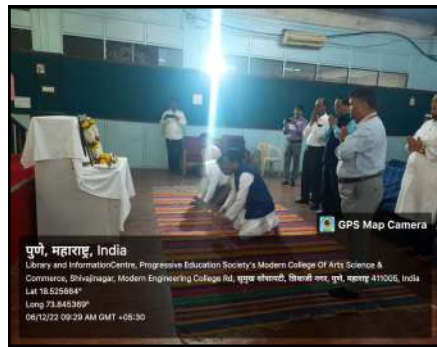 GPS Map Camera
पुणे, महाराष्ट्र, India
Library and InformationCentre, Progressive Education Society's Modern College Of Arts Science &
Commerce, Shivajinagar, Modern Engineering College Rd, सुमुख सोसायटी, शिवाजी नगर, पुणे, महाराष्ट्र 411005, India
Lat 18.525664°
Long 73.845369°
06/12/22 09:29 AM GMT +05:30